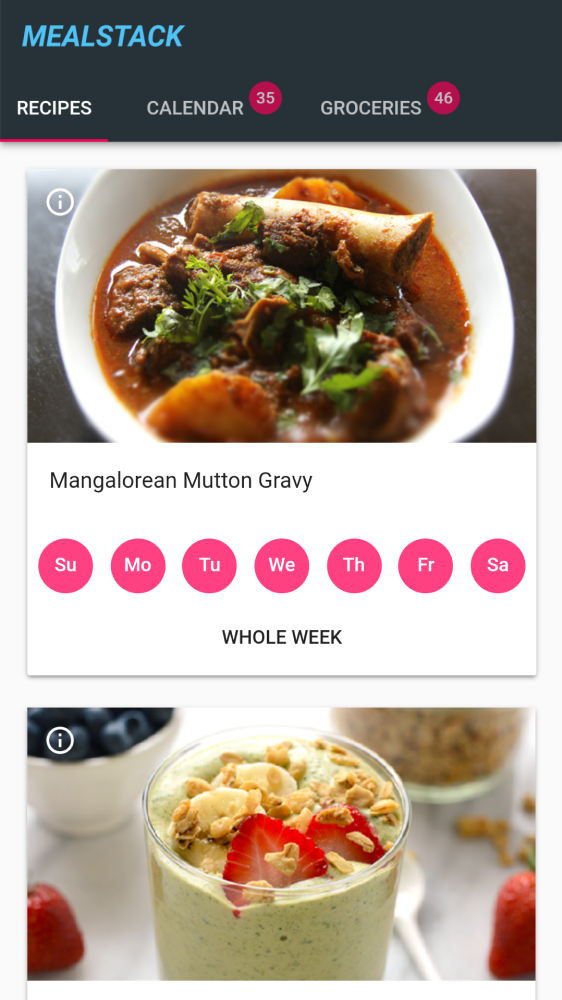 MEALSTACK
RECIPES CALENDAR 35 GROCERIES 46
Mangalorean Mutton Gravy
Su Mo Tu We Th Fr Sa
WHOLE WEEK